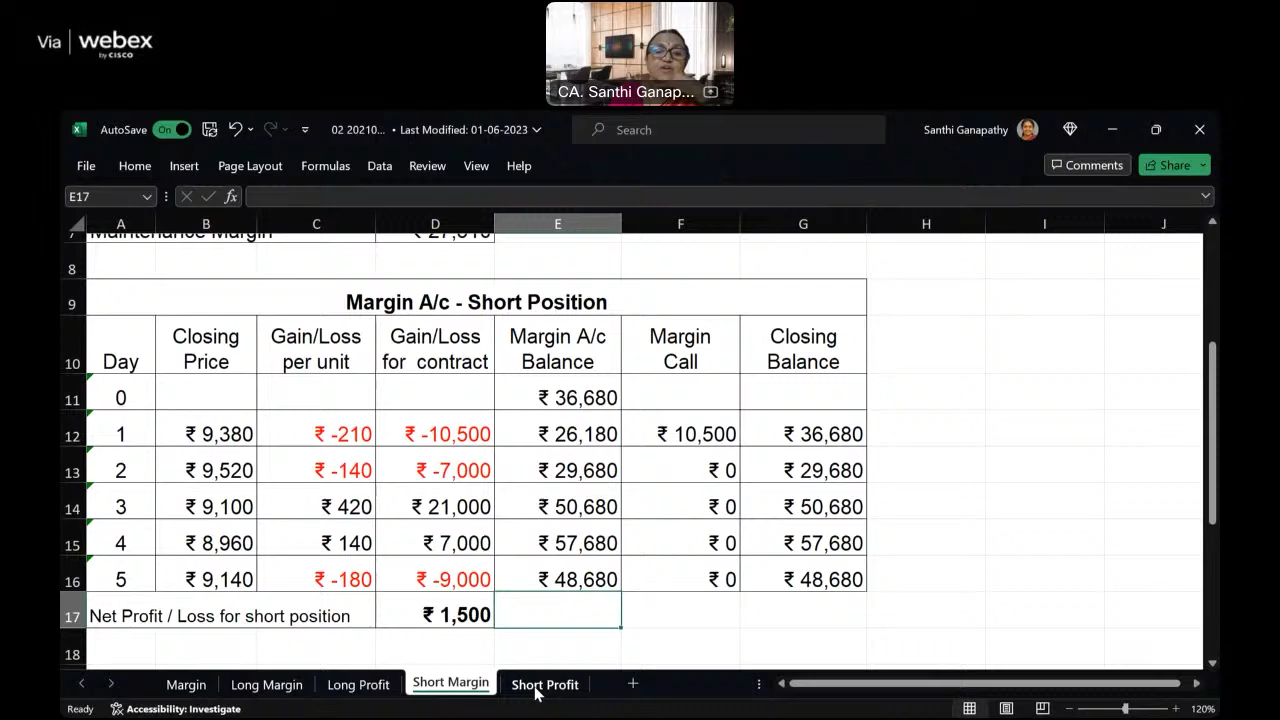 Via | webex
by CISCO
CA. Santhi Ganap...
AutoSave On 02 20210... • Last Modified: 01-06-2023 Search Santhi Ganapathy
File Home Insert Page Layout Formulas Data Review View Help Comments Share
E17 fx
A B C D E F G H I J
7 Maintenance Margin ₹ 27,510
8
9 Margin A/c - Short Position
Closing Gain/Loss Gain/Loss Margin A/c Margin Closing
10 Day Price per unit for contract Balance Call Balance
11 0 ₹ 36,680
12 1 ₹ 9,380 ₹ -210 ₹ -10,500 ₹ 26,180 ₹ 10,500 ₹ 36,680
13 2 ₹ 9,520 ₹ -140 ₹ -7,000 ₹ 29,680 ₹ 0 ₹ 29,680
14 3 ₹ 9,100 ₹ 420 ₹ 21,000 ₹ 50,680 ₹ 0 ₹ 50,680
15 4 ₹ 8,960 ₹ 140 ₹ 7,000 ₹ 57,680 ₹ 0 ₹ 57,680
16 5 ₹ 9,140 ₹ -180 ₹ -9,000 ₹ 48,680 ₹ 0 ₹ 48,680
17 Net Profit / Loss for short position ₹ 1,500
18
Margin Long Margin Long Profit Short Margin Short Profit
Ready Accessibility: Investigate 120%